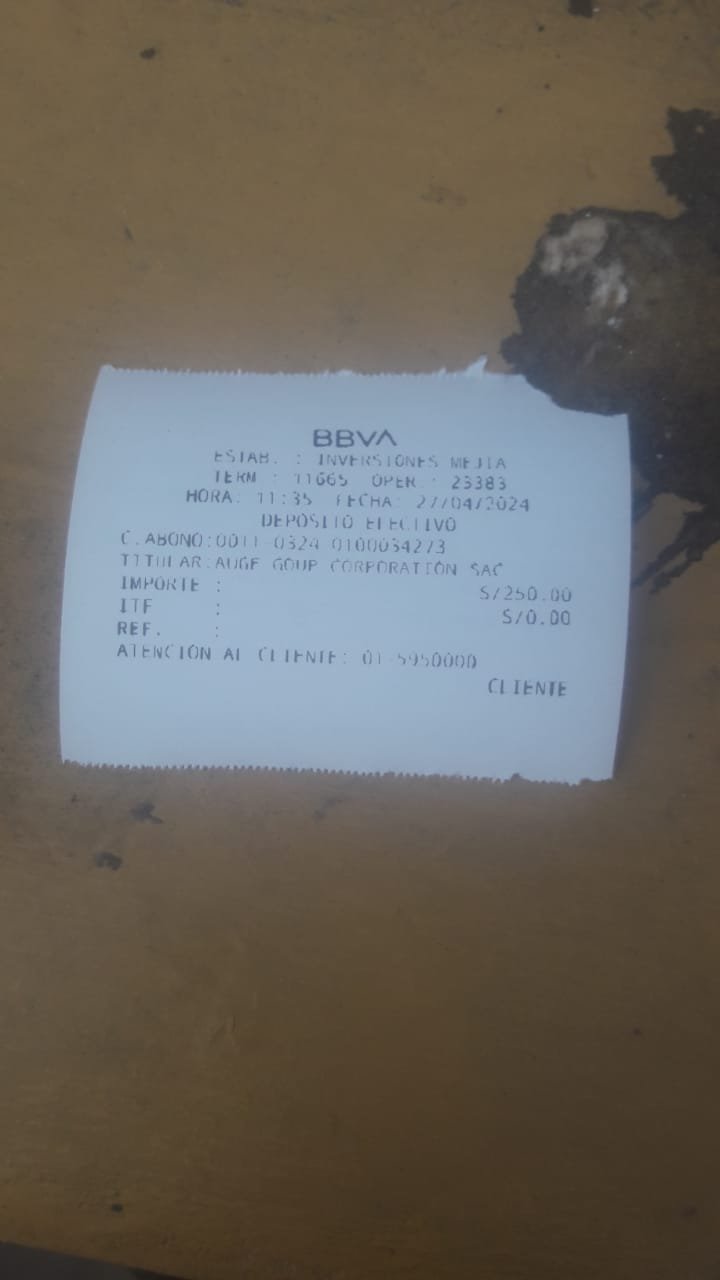 BBVA
ESTAB. : INVERSIONES MEJIA
TERM : 11665 OPER : 23383
HORA: 11:35 FECHA: 27/04/2024
DEPOSITO EFECTIVO
C.ABONO:0011-0324-0100034273
TITULAR:AUGE GOUP CORPORATION SAC
IMPORTE : S/250.00
ITF : S/0.00
REF. :
ATENCION AL CLIENTE: 01-5950000
CLIENTE